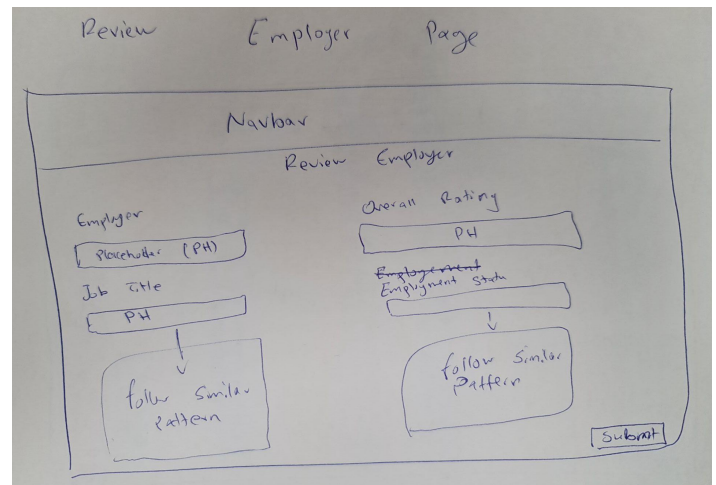 Review Employer Page
Navbar
Review Employer
Employer
Placeholder (PH)
Job Title
PH
follow Similar
pattern
Overall Rating
PH
Employement
Employment Status
follow Similar
Pattern
Submit